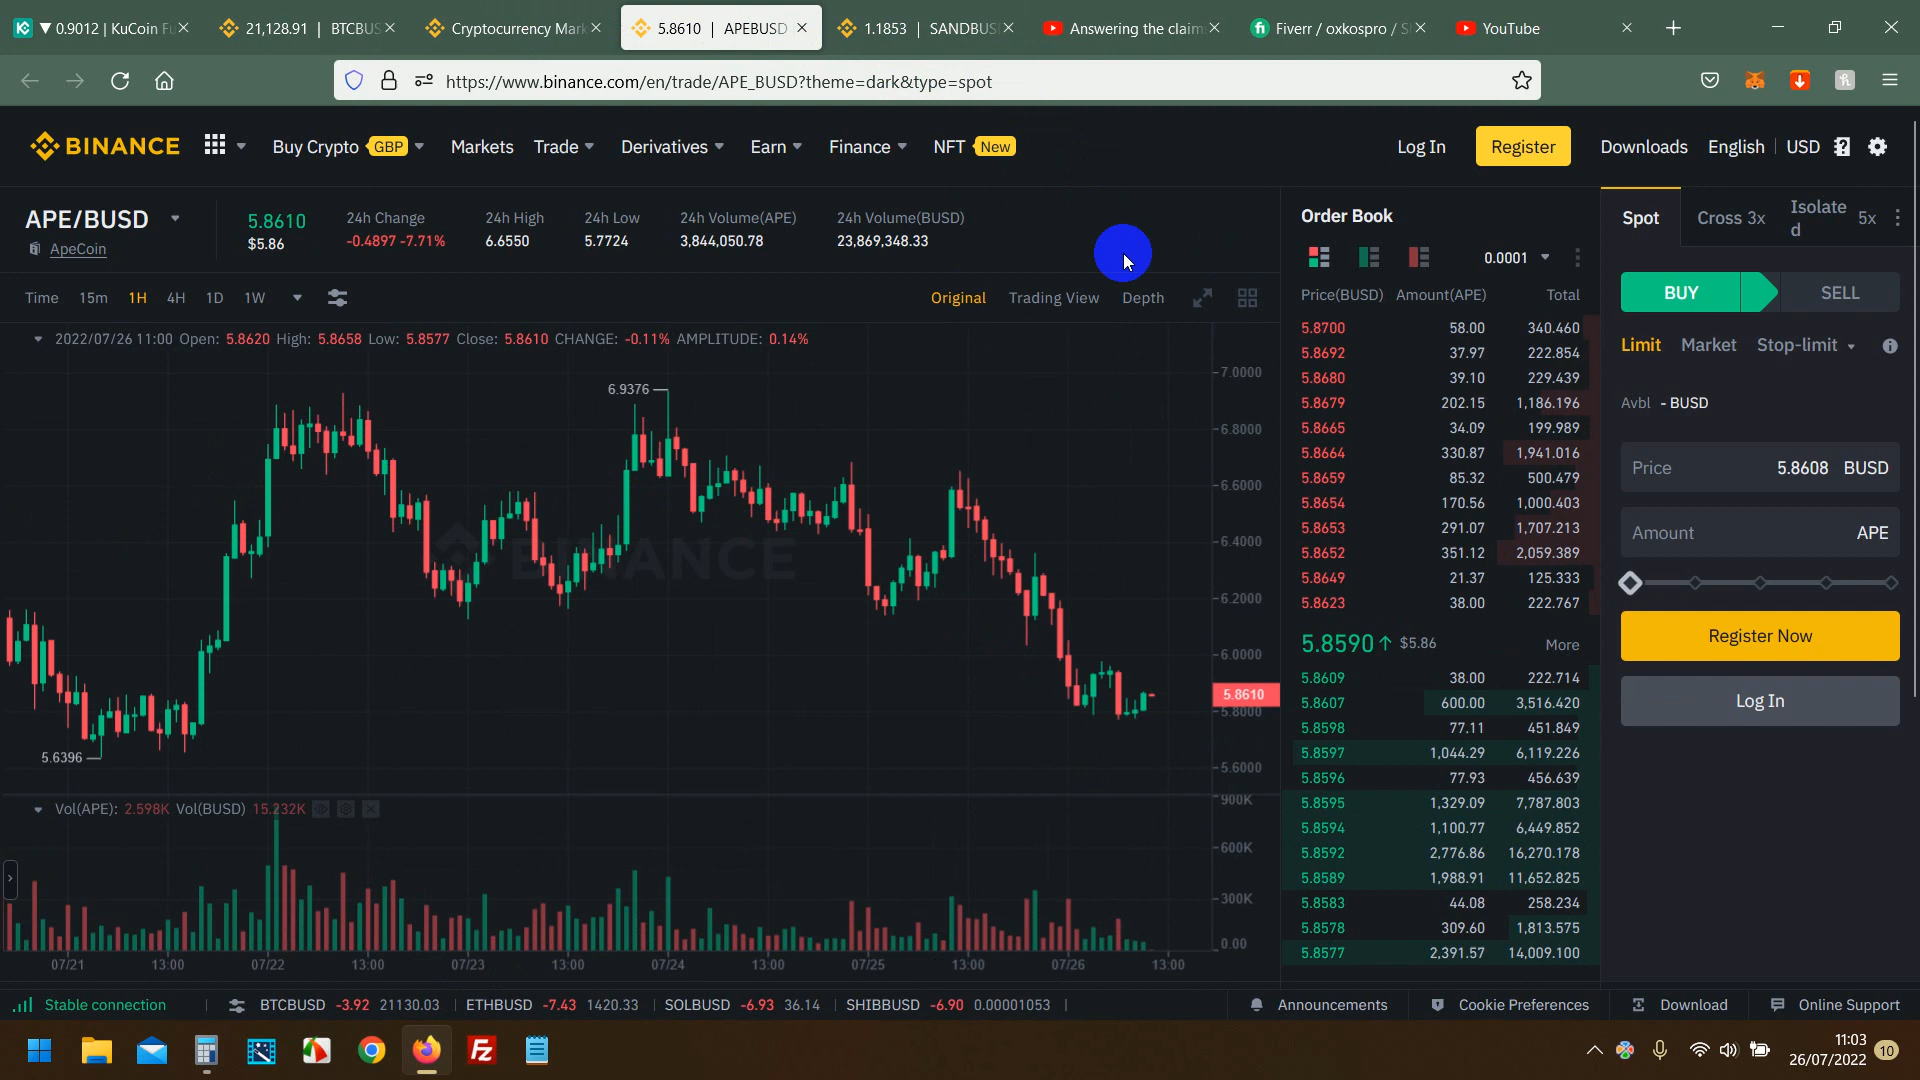 ▼ 0.9012 | KuCoin Fu
21,128.91 | BTCBUS
Cryptocurrency Mark
5.8610 | APEBUSD
1.1853 | SANDBUS
Answering the claim
Fiverr / oxkospro / S
YouTube
https://www.binance.com/en/trade/APE_BUSD?theme=dark&type=spot
BINANCE Buy Crypto GBP Markets Trade Derivatives Earn Finance NFT New Log In Register Downloads English USD
APE/BUSD
ApeCoin
5.8610
$5.86
24h Change
-0.4897 -7.71%
24h High
6.6550
24h Low
5.7724
24h Volume(APE)
3,844,050.78
24h Volume(BUSD)
23,869,348.33
Time 15m 1H 4H 1D 1W Original Trading View Depth
2022/07/26 11:00 Open: 5.8620 High: 5.8658 Low: 5.8577 Close: 5.8610 CHANGE: -0.11% AMPLITUDE: 0.14%
7.0000
6.9376
6.8000
6.6000
6.4000
BINANCE
6.2000
6.0000
5.8610
5.8000
5.6396
5.6000
Vol(APE): 2.598K Vol(BUSD) 15.232K
900K
600K
300K
0.00
07/21 13:00 07/22 13:00 07/23 13:00 07/24 13:00 07/25 13:00 07/26 13:00
Order Book
0.0001
Price(BUSD) Amount(APE) Total
5.8700 58.00 340.460
5.8692 37.97 222.854
5.8680 39.10 229.439
5.8679 202.15 1,186.196
5.8665 34.09 199.989
5.8664 330.87 1,941.016
5.8659 85.32 500.479
5.8654 170.56 1,000.403
5.8653 291.07 1,707.213
5.8652 351.12 2,059.389
5.8649 21.37 125.333
5.8623 38.00 222.767
5.8590↑ $5.86 More
5.8609 38.00 222.714
5.8607 600.00 3,516.420
5.8598 77.11 451.849
5.8597 1,044.29 6,119.226
5.8596 77.93 456.639
5.8595 1,329.09 7,787.803
5.8594 1,100.77 6,449.852
5.8592 2,776.86 16,270.178
5.8589 1,988.91 11,652.825
5.8583 44.08 258.234
5.8578 309.60 1,813.575
5.8577 2,391.57 14,009.100
Spot Cross 3x Isolate
d 5x
BUY SELL
Limit Market Stop-limit
Avbl - BUSD
Price 5.8608 BUSD
Amount APE
Register Now
Log In
Stable connection BTCBUSD -3.92 21130.03 ETHBUSD -7.43 1420.33 SOLBUSD -6.93 36.14 SHIBBUSD -6.90 0.00001053 Announcements Cookie Preferences Download Online Support
11:03
26/07/2022
10